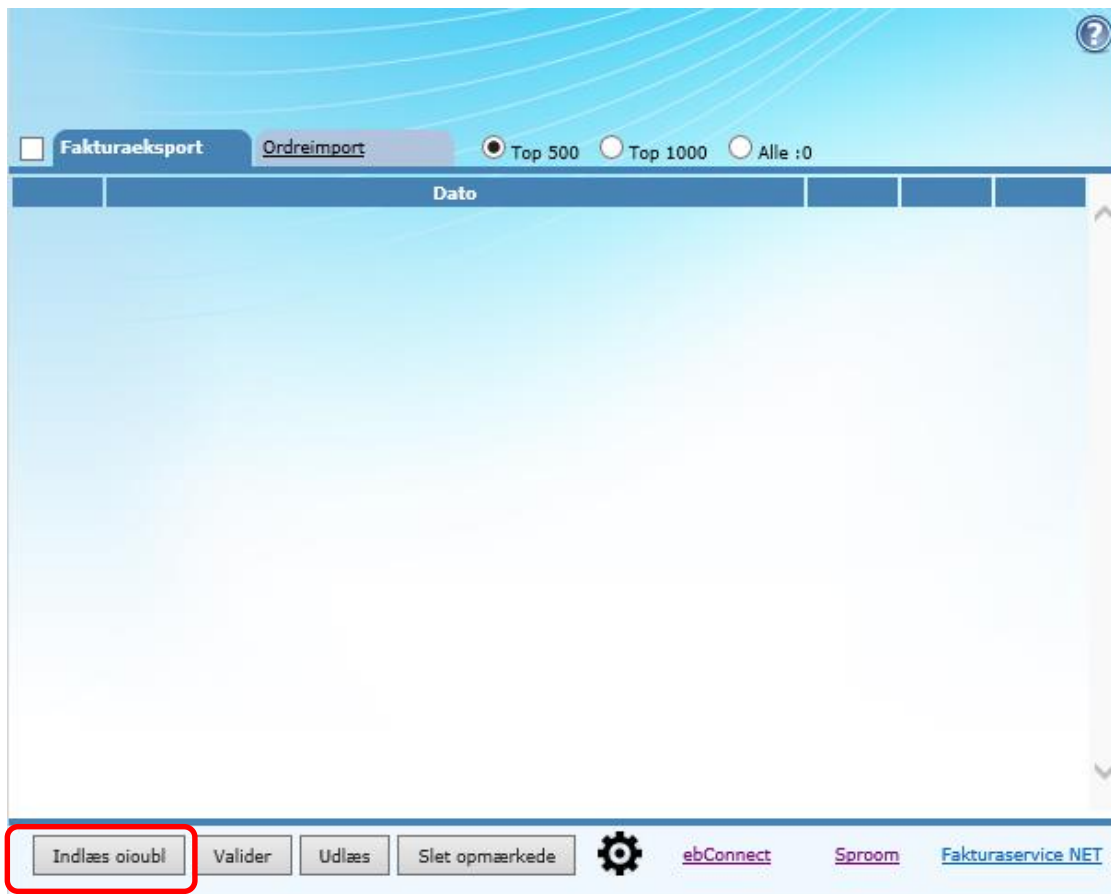 ?
Fakturaeksport Ordreimport Top 500 Top 1000 Alle :0
Dato
Indlæs oioubl Valider Udlæs Slet opmærkede ebConnect Sproom Fakturaservice NET